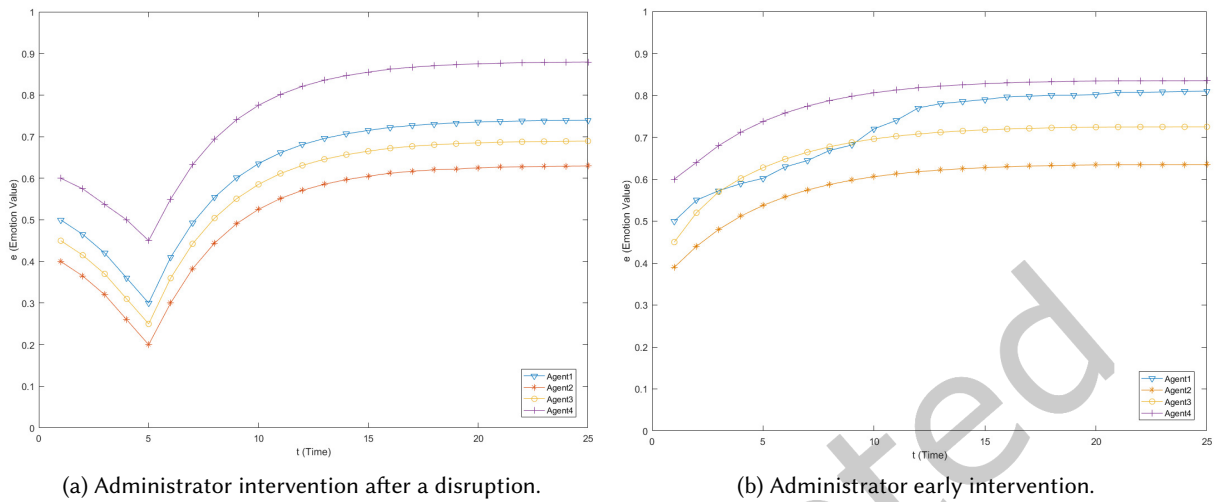 1
0.9
0.8
0.7
0.6
0.5
0.4
0.3
0.2
0.1
0
e (Emotion Value)
0 5 10 15 20 25
t (Time)
Agent1
Agent2
Agent3
Agent4
(a) Administrator intervention after a disruption.
1
0.9
0.8
0.7
0.6
0.5
0.4
0.3
0.2
0.1
0
e (Emotion Value)
0 5 10 15 20 25
t (Time)
Agent1
Agent2
Agent3
Agent4
(b) Administrator early intervention.
ted